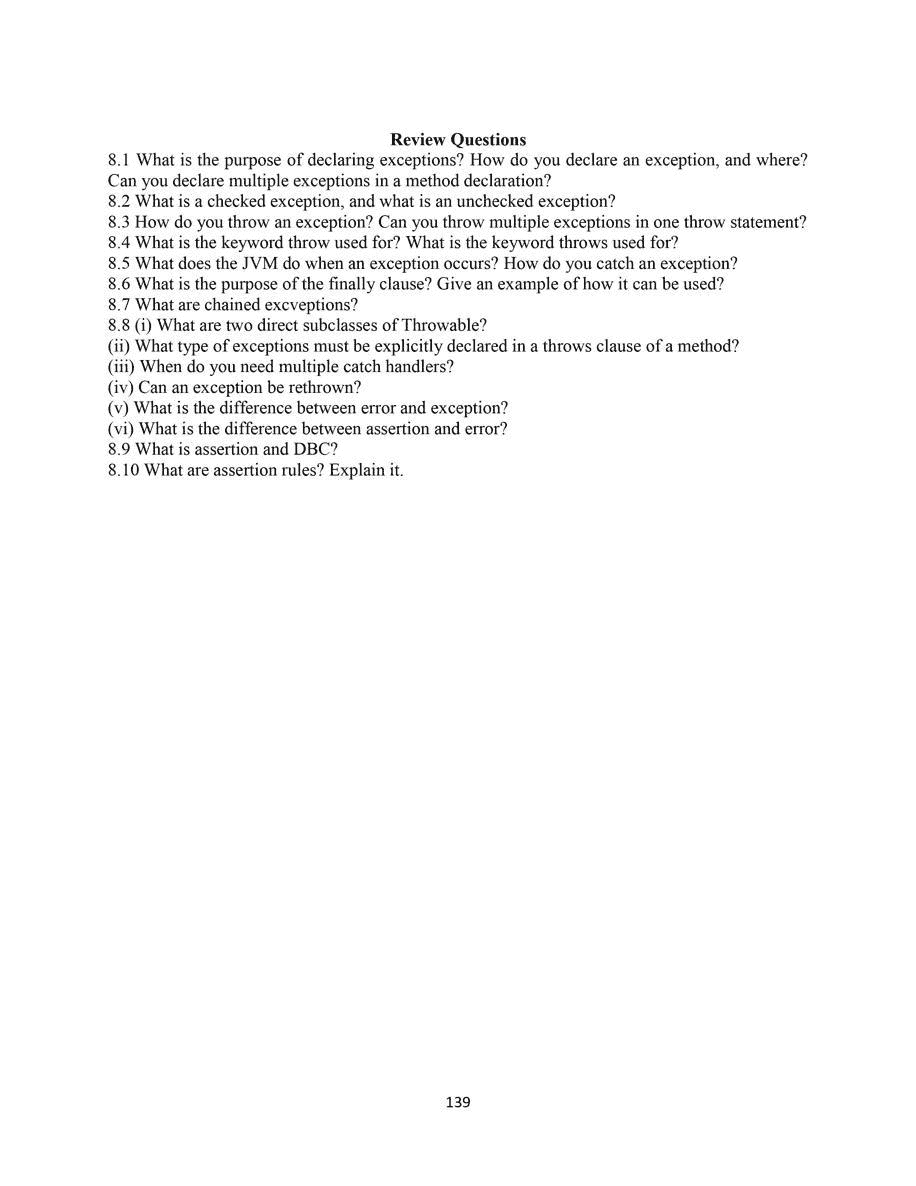 Review Questions
8.1 What is the purpose of declaring exceptions? How do you declare an exception, and where?
Can you declare multiple exceptions in a method declaration?
8.2 What is a checked exception, and what is an unchecked exception?
8.3 How do you throw an exception? Can you throw multiple exceptions in one throw statement?
8.4 What is the keyword throw used for? What is the keyword throws used for?
8.5 What does the JVM do when an exception occurs? How do you catch an exception?
8.6 What is the purpose of the finally clause? Give an example of how it can be used?
8.7 What are chained excveptions?
8.8 (i) What are two direct subclasses of Throwable?
(ii) What type of exceptions must be explicitly declared in a throws clause of a method?
(iii) When do you need multiple catch handlers?
(iv) Can an exception be rethrown?
(v) What is the difference between error and exception?
(vi) What is the difference between assertion and error?
8.9 What is assertion and DBC?
8.10 What are assertion rules? Explain it.
139